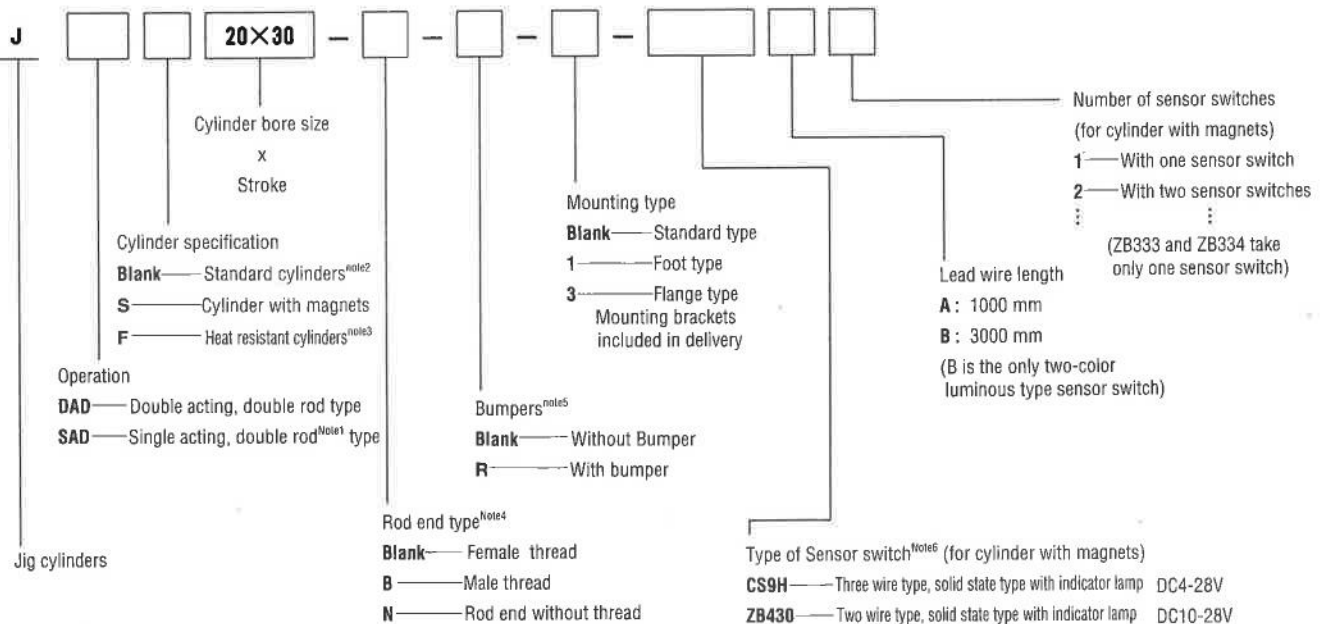 J 20×30 – – – –
Cylinder bore size
x
Stroke
Cylinder specification
Blank Standard cylinders note2
S Cylinder with magnets
F Heat resistant cylinders note3
Operation
DAD Double acting, double rod type
SAD Single acting, double rod Note1 type
Jig cylinders
Rod end type Note4
Blank Female thread
B Male thread
N Rod end without thread
Bumpers note5
Blank Without Bumper
R With bumper
Mounting type
Blank Standard type
1 Foot type
3 Flange type
Mounting brackets
included in delivery
Type of Sensor switch Note6 (for cylinder with magnets)
CS9H Three wire type, solid state type with indicator lamp DC4-28V
ZB430 Two wire type, solid state type with indicator lamp DC10-28V
Lead wire length
A : 1000 mm
B : 3000 mm
(B is the only two-color
luminous type sensor switch)
Number of sensor switches
(for cylinder with magnets)
1 With one sensor switch
2 With two sensor switches
⋮ ⋮
(ZB333 and ZB334 take
only one sensor switch)